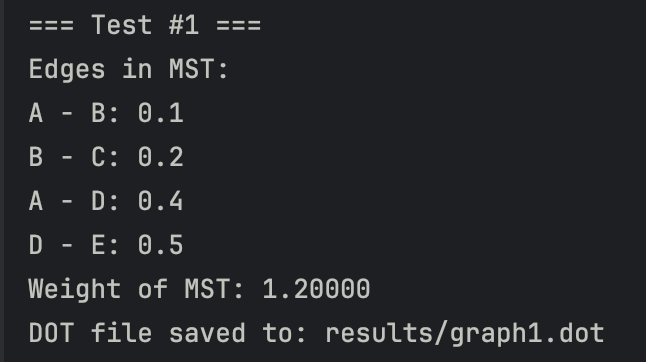 === Test #1 ===
Edges in MST:
A - B: 0.1
B - C: 0.2
A - D: 0.4
D - E: 0.5
Weight of MST: 1.20000
DOT file saved to: results/graph1.dot